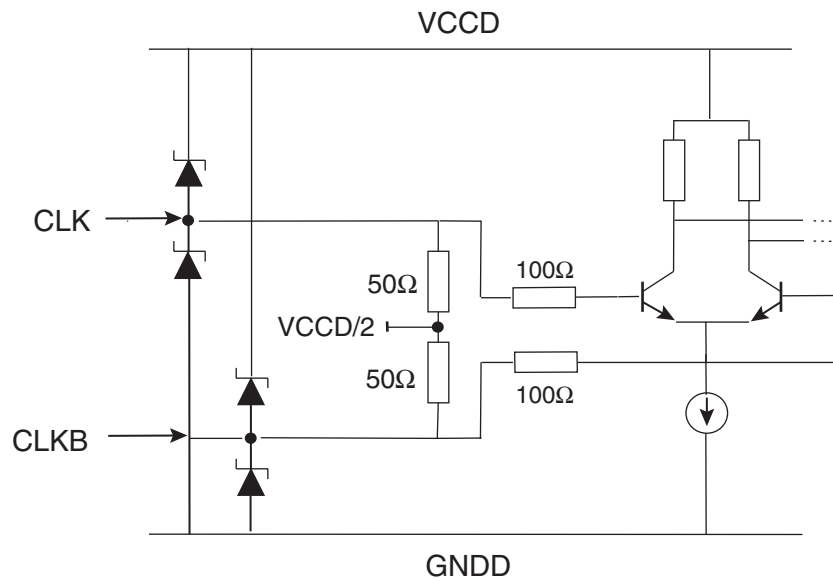 VCCD
CLK
50Ω
100Ω
VCCD/2
50Ω
100Ω
CLKB
GNDD